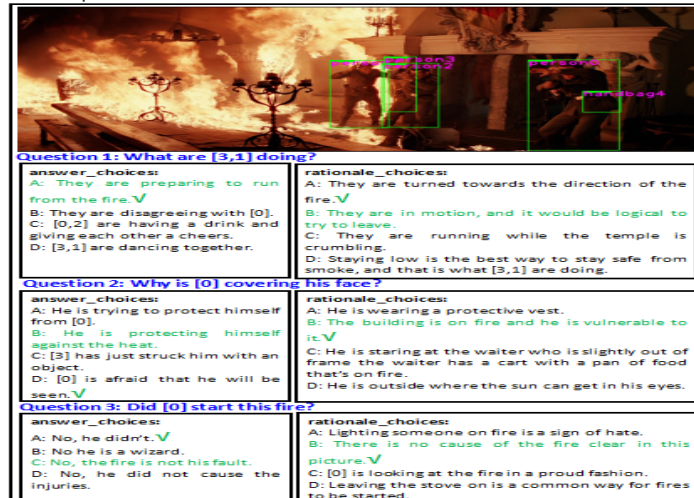 person3
handbag4
Question 1: What are [3,1] doing?
answer_choices:
A: They are preparing to run
from the fire.√
B: They are disagreeing with [0].
C: [0,2] are having a drink and
giving each other a cheers.
D: [3,1] are dancing together.
rationale_choices:
A: They are turned towards the direction of the
fire.√
B: They are in motion, and it would be logical to
try to leave.
C: They are running while the temple is
crumbling.
D: Staying low is the best way to stay safe from
smoke, and that is what [3,1] are doing.
Question 2: Why is [0] covering his face?
answer_choices:
A: He is trying to protect himself
from [0].
B: He is protecting himself
against the heat.
C: [3] has just struck him with an
object.
D: [0] is afraid that he will be
seen.√
rationale_choices:
A: He is wearing a protective vest.
B: The building is on fire and he is vulnerable to
it.√
C: He is staring at the waiter who is slightly out of
frame the waiter has a cart with a pan of food
that's on fire.
D: He is outside where the sun can get in his eyes.
Question 3: Did [0] start this fire?
answer_choices:
A: No, he didn't.√
B: No he is a wizard.
C: No, the fire is not his fault.
D: No, he did not cause the
injuries.
rationale_choices:
A: Lighting someone on fire is a sign of hate.
B: There is no cause of the fire clear in this
picture.√
C: [0] is looking at the fire in a proud fashion.
D: Leaving the stove on is a common way for fires
to be started.